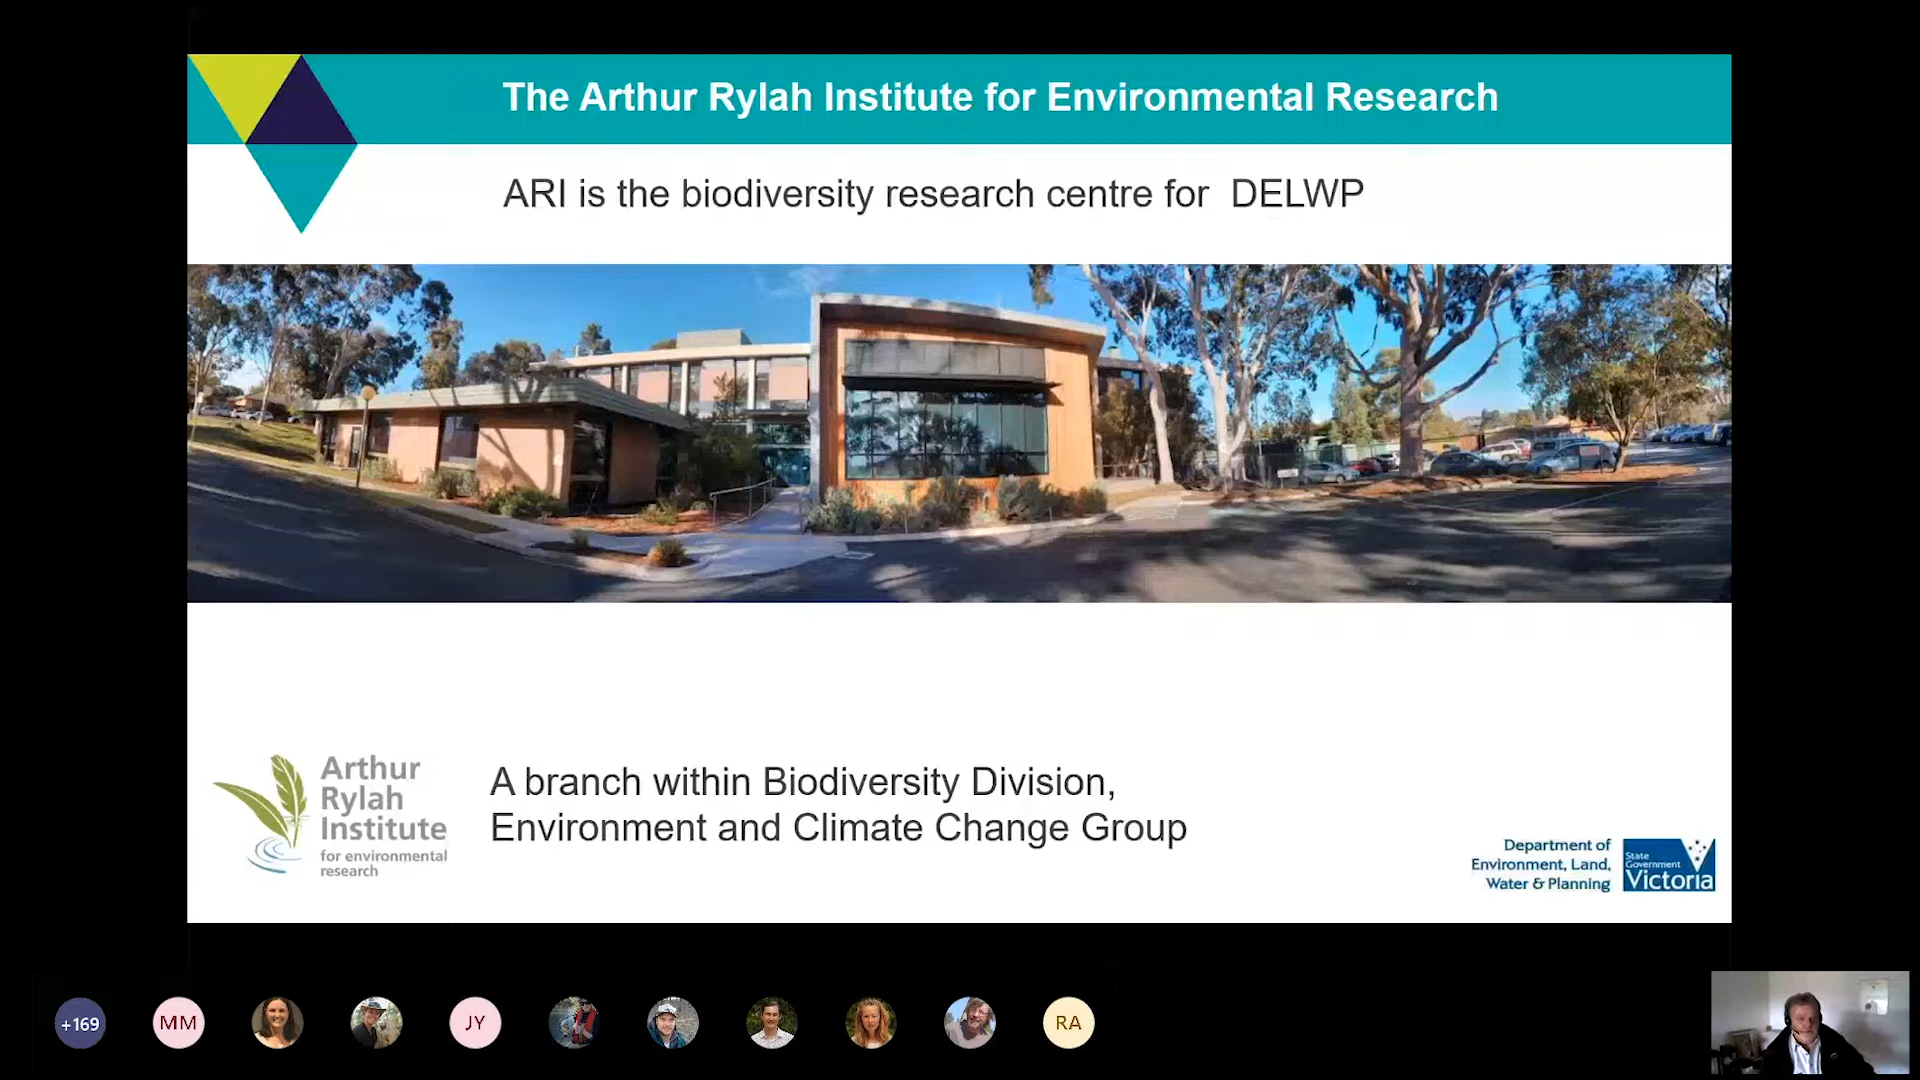 The Arthur Rylah Institute for Environmental Research
ARI is the biodiversity research centre for DELWP
Arthur
Rylah
Institute
for environmental
research
A branch within Biodiversity Division,
Environment and Climate Change Group
Department of
Environment, Land,
Water & Planning
State
Government
Victoria
+169
MM
JY
RA